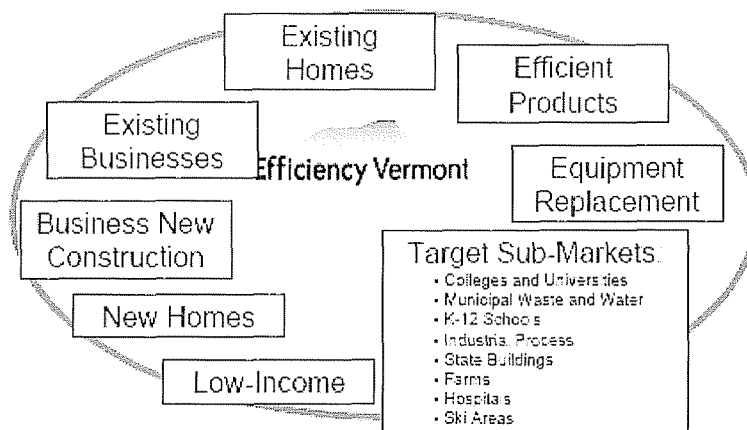 Existing
Homes
Efficient
Products
Existing
Businesses
Efficiency Vermont
Equipment
Replacement
Business New
Construction
Target Sub-Markets:
• Colleges and Universities
• Municipal Waste and Water
• K-12 Schools
• Industrial Process
• State Buildings
• Farms
• Hospitals
• Ski Areas
New Homes
Low-Income